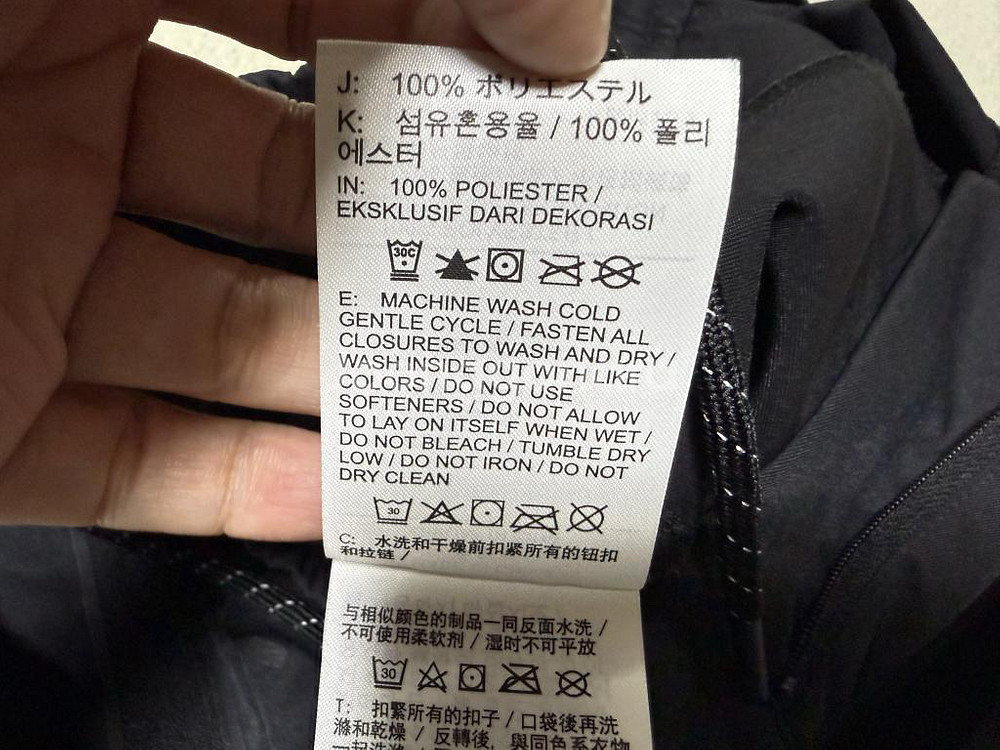 J: 100% ポリエステル
K: 섬유혼용율 / 100% 폴리
에스터
IN: 100% POLIESTER /
EKSKLUSIF DARI DEKORASI
30C
E: MACHINE WASH COLD
GENTLE CYCLE / FASTEN ALL
CLOSURES TO WASH AND DRY /
WASH INSIDE OUT WITH LIKE
COLORS / DO NOT USE
SOFTENERS / DO NOT ALLOW
TO LAY ON ITSELF WHEN WET /
DO NOT BLEACH / TUMBLE DRY
LOW / DO NOT IRON / DO NOT
DRY CLEAN
30
C: 水洗和干燥前扣紧所有的钮扣
和拉链 /
与相似颜色的制品一同反面水洗 /
不可使用柔软剂 / 湿时不可平放
30
T: 扣緊所有的扣子 / 口袋後再洗
滌和乾燥 / 反轉後, 與同色系衣物
一起洗滌